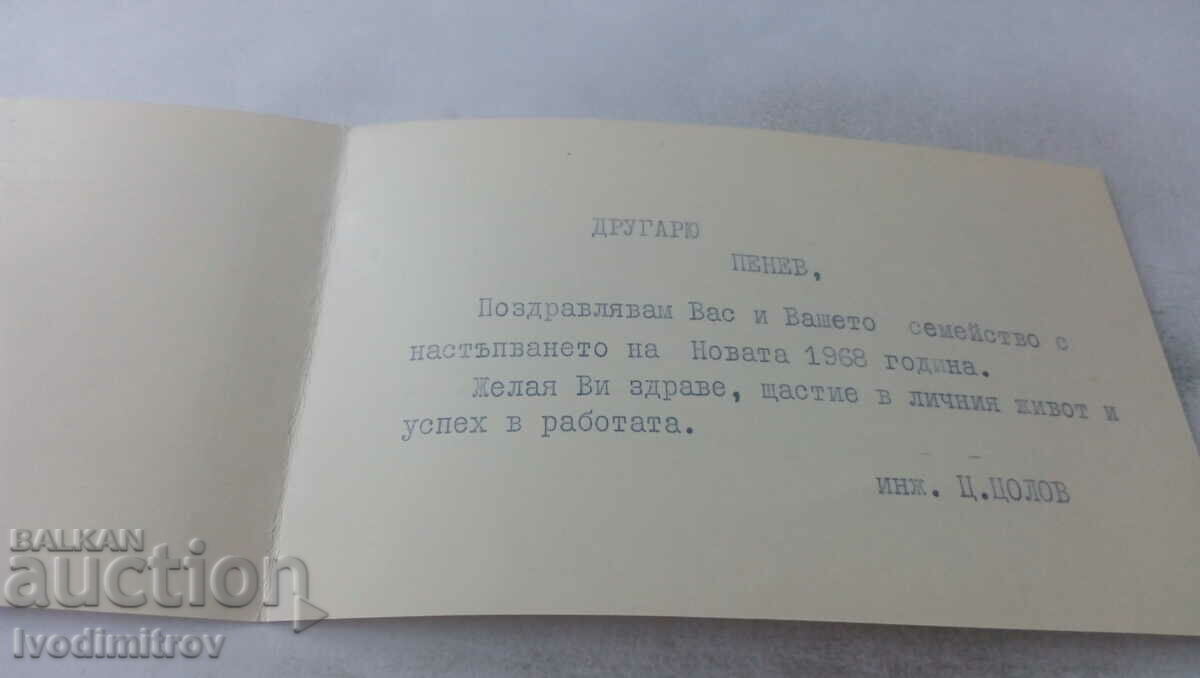 ДРУГАРЮ
ПЕНЕВ,
Поздравлявам Вас и Вашето семейство с
настъпването на Новата 1968 година.
Желая Ви здраве, щастие в личния живот и
успех в работата.
инж. Ц.ЦОЛОВ
BALKAN
auction
Ivodimitrov